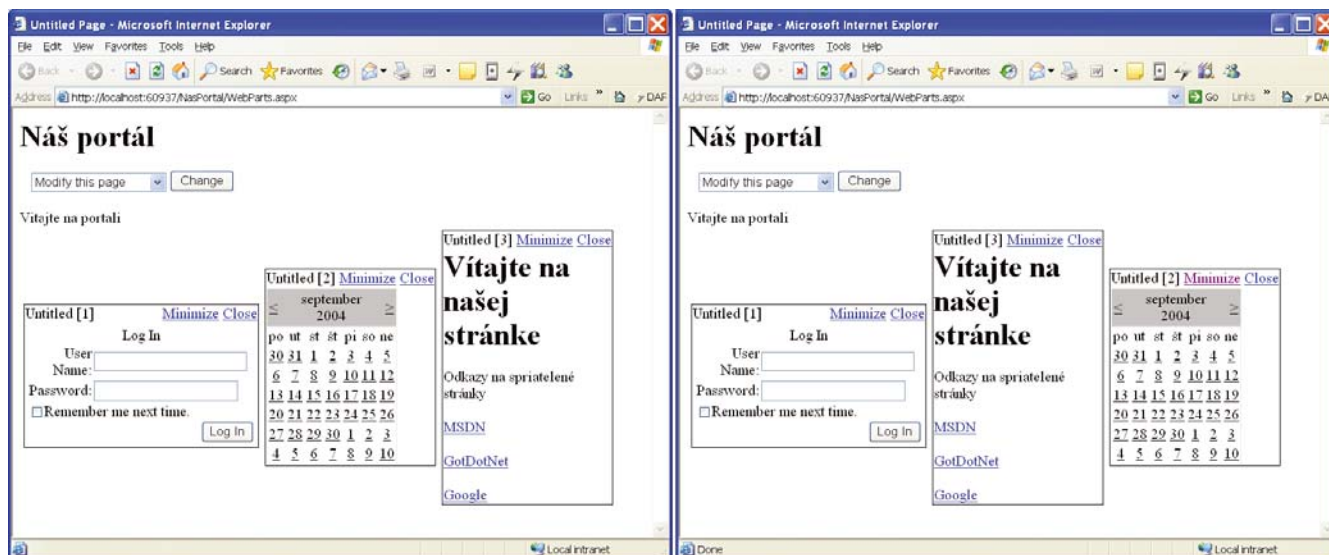 Untitled Page - Microsoft Internet Explorer
File Edit View Favorites Tools Help
Back Search Favorites
Address http://localhost:60937/NasPortal/WebParts.aspx Go Links » DAF
Náš portál
Modify this page Change
Vitajte na portali
Untitled [1] Minimize Close
Log In
User Name:
Password:
Remember me next time.
Log In
Untitled [2] Minimize Close
≤ september 2004 ≥
po ut st št pi so ne
30 31 1 2 3 4 5
6 7 8 9 10 11 12
13 14 15 16 17 18 19
20 21 22 23 24 25 26
27 28 29 30 1 2 3
4 5 6 7 8 9 10
Untitled [3] Minimize Close
Vítajte na
našej
stránke
Odkazy na spriatelené
stránky
MSDN
GotDotNet
Google
Local intranet
Untitled Page - Microsoft Internet Explorer
File Edit View Favorites Tools Help
Back Search Favorites
Address http://localhost:60937/NasPortal/WebParts.aspx Go Links » DAF
Náš portál
Modify this page Change
Vitajte na portali
Untitled [1] Minimize Close
Log In
User Name:
Password:
Remember me next time.
Log In
Untitled [3] Minimize Close
Vítajte na
našej
stránke
Odkazy na spriatelené
stránky
MSDN
GotDotNet
Google
Untitled [2] Minimize Close
≤ september 2004 ≥
po ut st št pi so ne
30 31 1 2 3 4 5
6 7 8 9 10 11 12
13 14 15 16 17 18 19
20 21 22 23 24 25 26
27 28 29 30 1 2 3
4 5 6 7 8 9 10
Done Local intranet